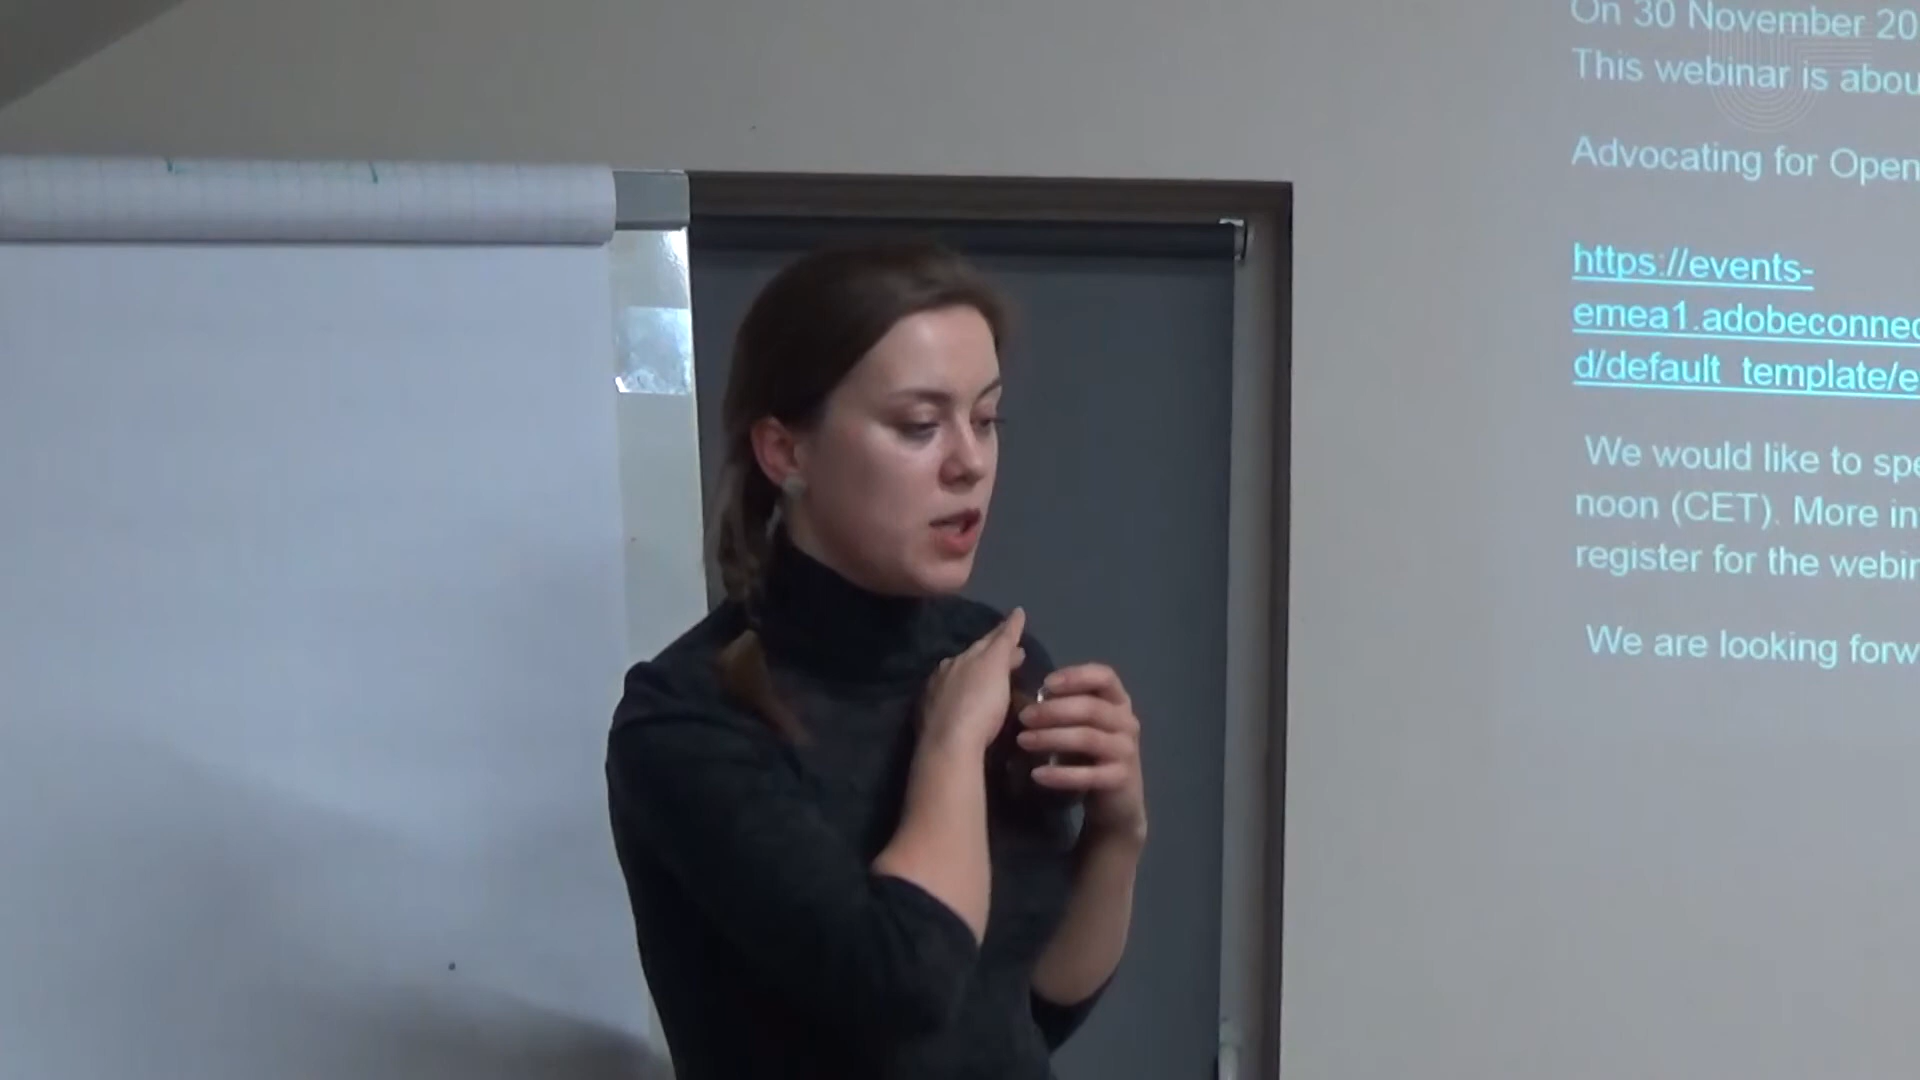 On 30 November 20
This webinar is abou
Advocating for Open
https://events-
emea1.adobeconnec
d/default_template/e
We would like to spe
noon (CET). More in
register for the webin
We are looking forw